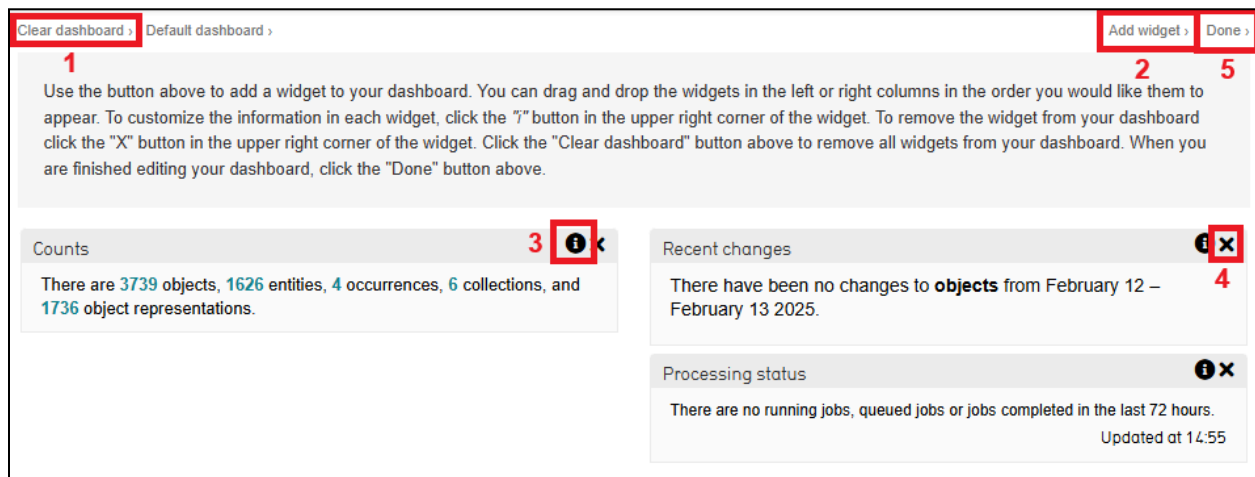 Clear dashboard › Default dashboard › Add widget › Done ›
1 2 5
Use the button above to add a widget to your dashboard. You can drag and drop the widgets in the left or right columns in the order you would like them to
appear. To customize the information in each widget, click the "i" button in the upper right corner of the widget. To remove the widget from your dashboard
click the "X" button in the upper right corner of the widget. Click the "Clear dashboard" button above to remove all widgets from your dashboard. When you
are finished editing your dashboard, click the "Done" button above.
Counts 3
There are 3739 objects, 1626 entities, 4 occurrences, 6 collections, and
1736 object representations.
Recent changes
4
There have been no changes to objects from February 12 –
February 13 2025.
Processing status
There are no running jobs, queued jobs or jobs completed in the last 72 hours.
Updated at 14:55